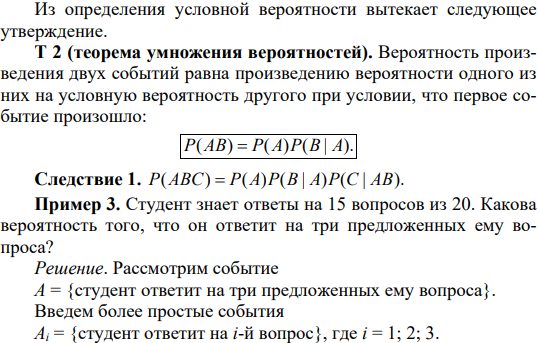 Из определения условной вероятности вытекает следующее
утверждение.
Т 2 (теорема умножения вероятностей). Вероятность произ-
ведения двух событий равна произведению вероятности одного из
них на условную вероятность другого при условии, что первое со-
бытие произошло:
P(AB) = P(A)P(B | A).
Следствие 1. P(ABC) = P(A)P(B | A)P(C | AB).
Пример 3. Студент знает ответы на 15 вопросов из 20. Какова
вероятность того, что он ответит на три предложенных ему во-
проса?
Решение. Рассмотрим событие
A = {студент ответит на три предложенных ему вопроса}.
Введем более простые события
Aᵢ = {студент ответит на i-й вопрос}, где i = 1; 2; 3.